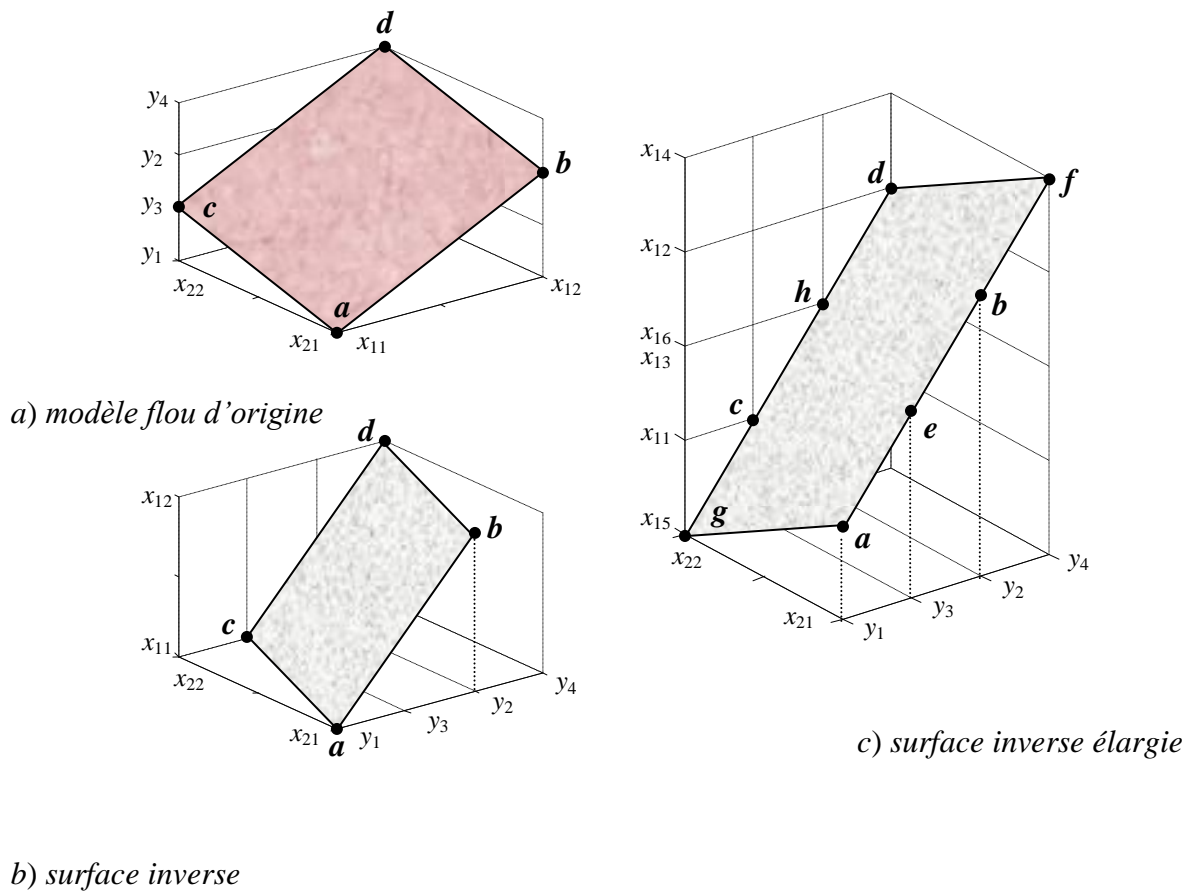 d
y4
y2
y3
y1
c
b
a
x22
x21
x11
x12
a) modèle flou d'origine
d
x12
b
c
x11
x22
x21
a
y1
y3
y2
y4
b) surface inverse
x14
d
f
x12
h
b
x16
x13
c
e
x11
x15
g
a
x22
x21
y1
y3
y2
y4
c) surface inverse élargie